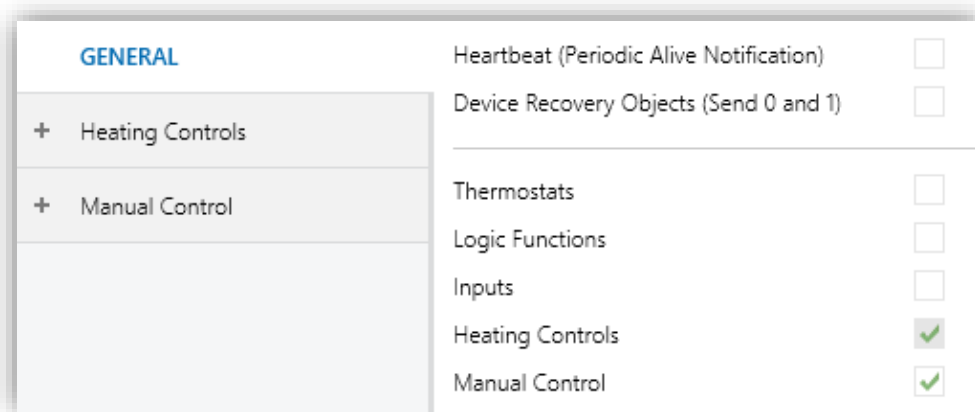 GENERAL
+ Heating Controls
+ Manual Control
Heartbeat (Periodic Alive Notification)
Device Recovery Objects (Send 0 and 1)
Thermostats
Logic Functions
Inputs
Heating Controls
Manual Control